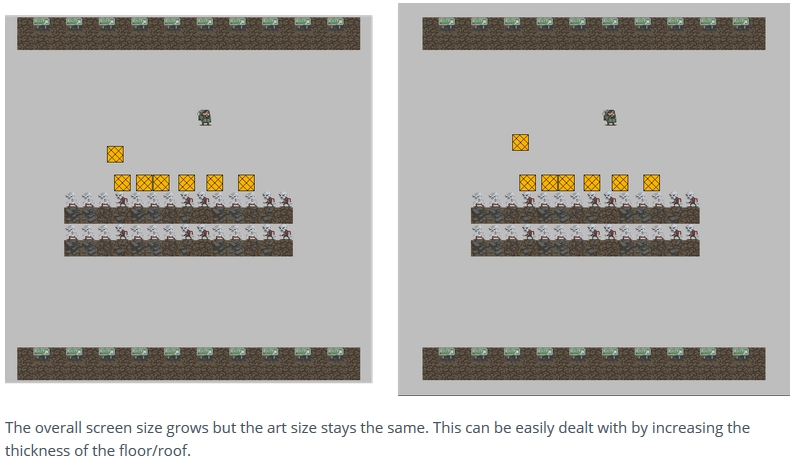 The overall screen size grows but the art size stays the same. This can be easily dealt with by increasing the
thickness of the floor/roof.